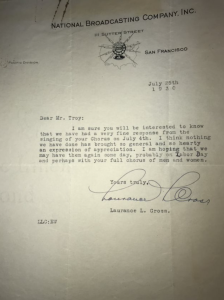 NATIONAL BROADCASTING COMPANY, INC.
SUTTER STREET
SAN FRANCISCO
July
Dear Mr. Troy:
I am sure you will be interested to know
that we have had a very fine response from the
singing of your Chorus on July 4th. I think nothing
we have done has brought so general and so hearty
an expression of appreciation. I am hoping that we
may have them again some day, probably on Labor Day
and perhaps with your full chorus of men and women.
Yours truly,
Laurance L. Cross
Laurance L. Cross.